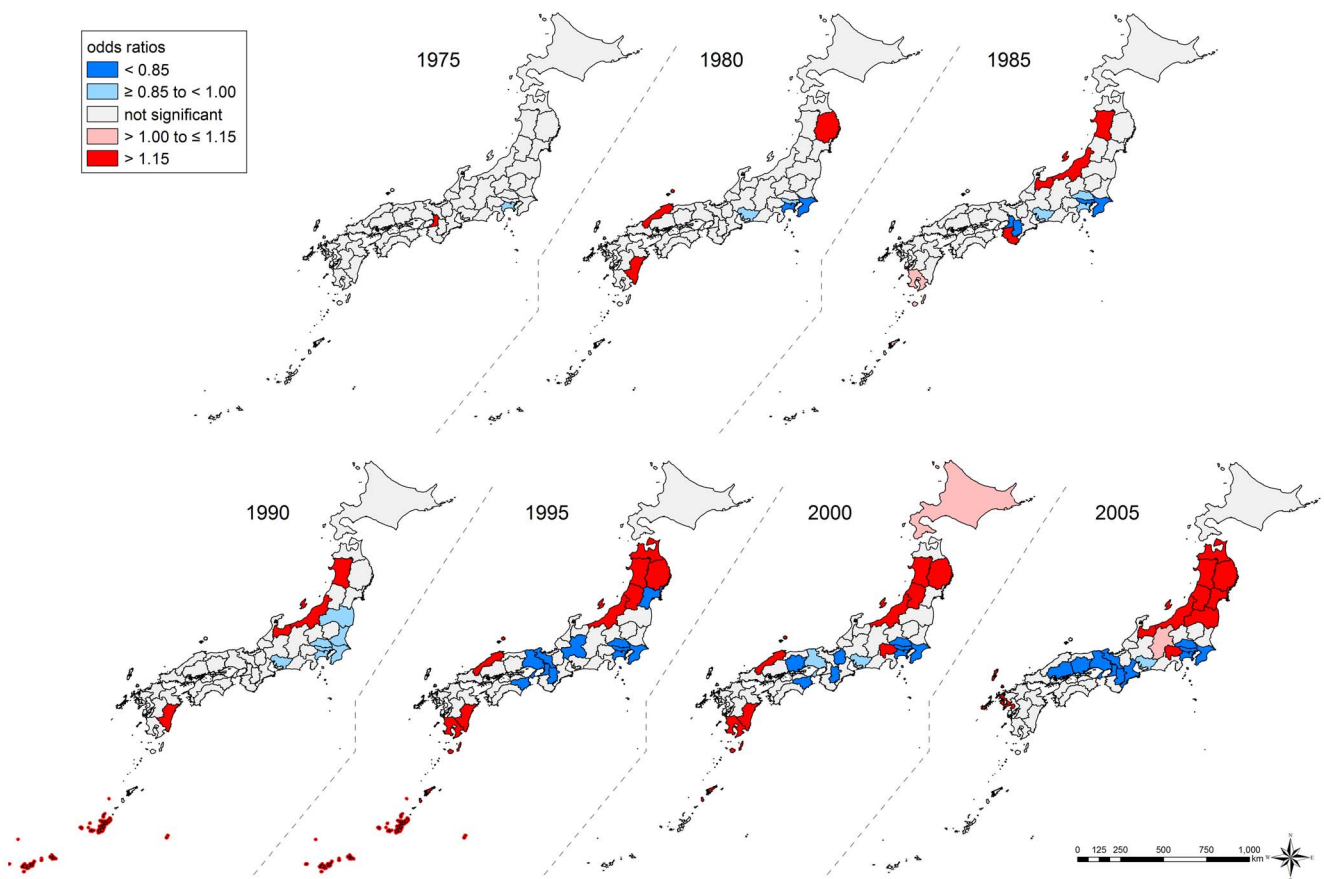 odds ratios
< 0.85
≥ 0.85 to < 1.00
not significant
> 1.00 to ≤ 1.15
> 1.15
1975
1980
1985
1990
1995
2000
2005
0 125 250 500 750 1,000
km
N
W E
S